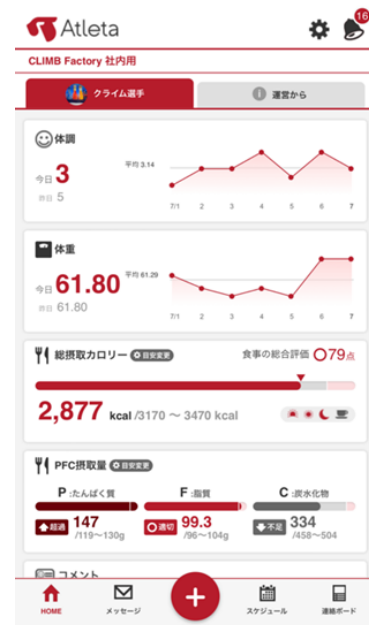 Atleta
16
CLIMB Factory 社内用
クライム選手
運営から
体調
平均 3.14
今日 3
昨日 5
7/1 2 3 4 5 6 7
体重
平均 61.29
今日 61.80
昨日 61.80
7/1 2 3 4 5 6 7
総摂取カロリー 目安変更 食事の総合評価 79点
2,877 kcal /3170 ～ 3470 kcal
PFC摂取量 目安変更
P :たんぱく質 F :脂質 C :炭水化物
超過 147 適切 99.3 不足 334
/119～130g /96～104g /458～504
コメント
HOME メッセージ スケジュール 連絡ボード